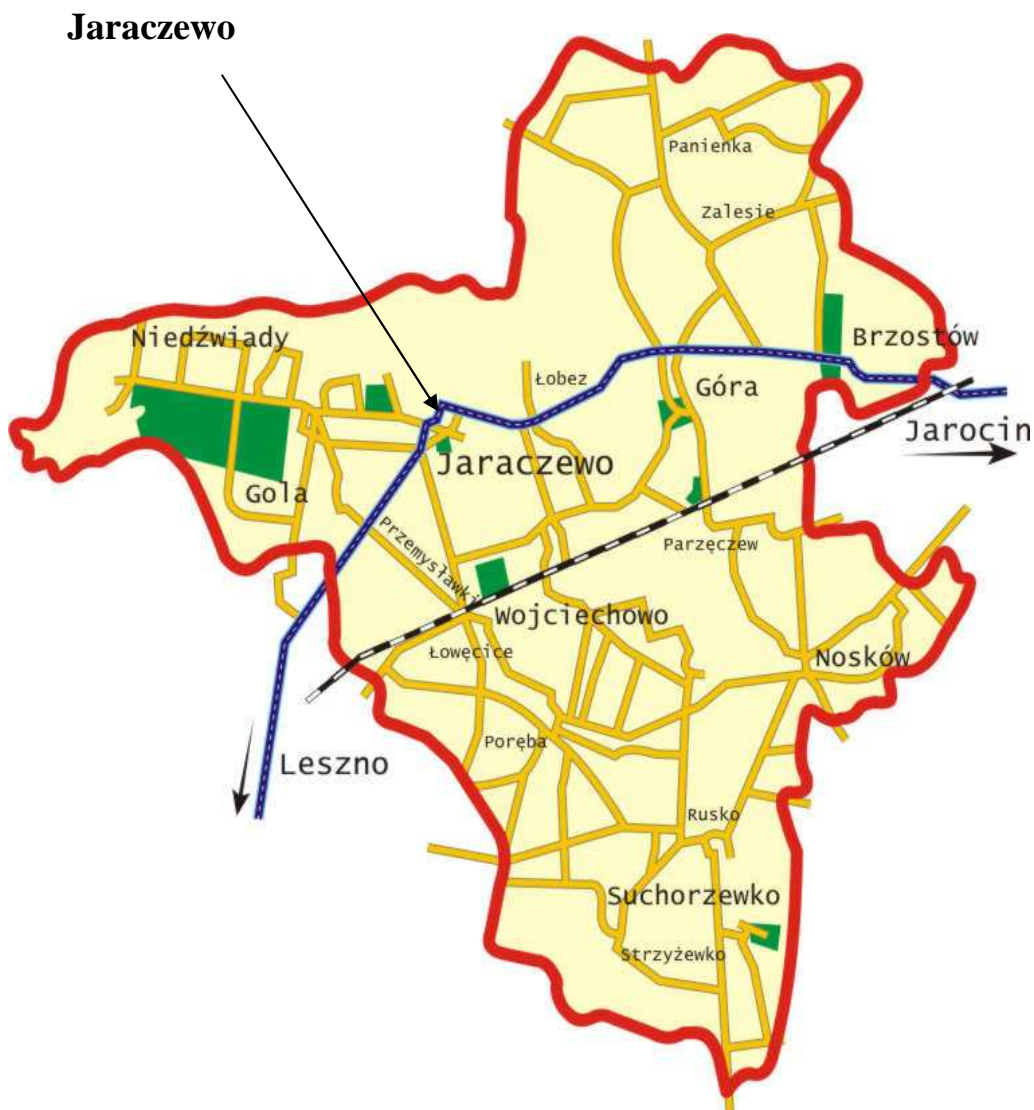 Jaraczewo
Panienka
Zalesie
Niedźwiady
Brzostów
Łobez
Góra
Jarocin
Jaraczewo
Gola
Przemysławki
Parzęczew
Wojciechowo
Łowęcice
Nosków
Poręba
Leszno
Rusko
Suchorzewko
Strzyżewko